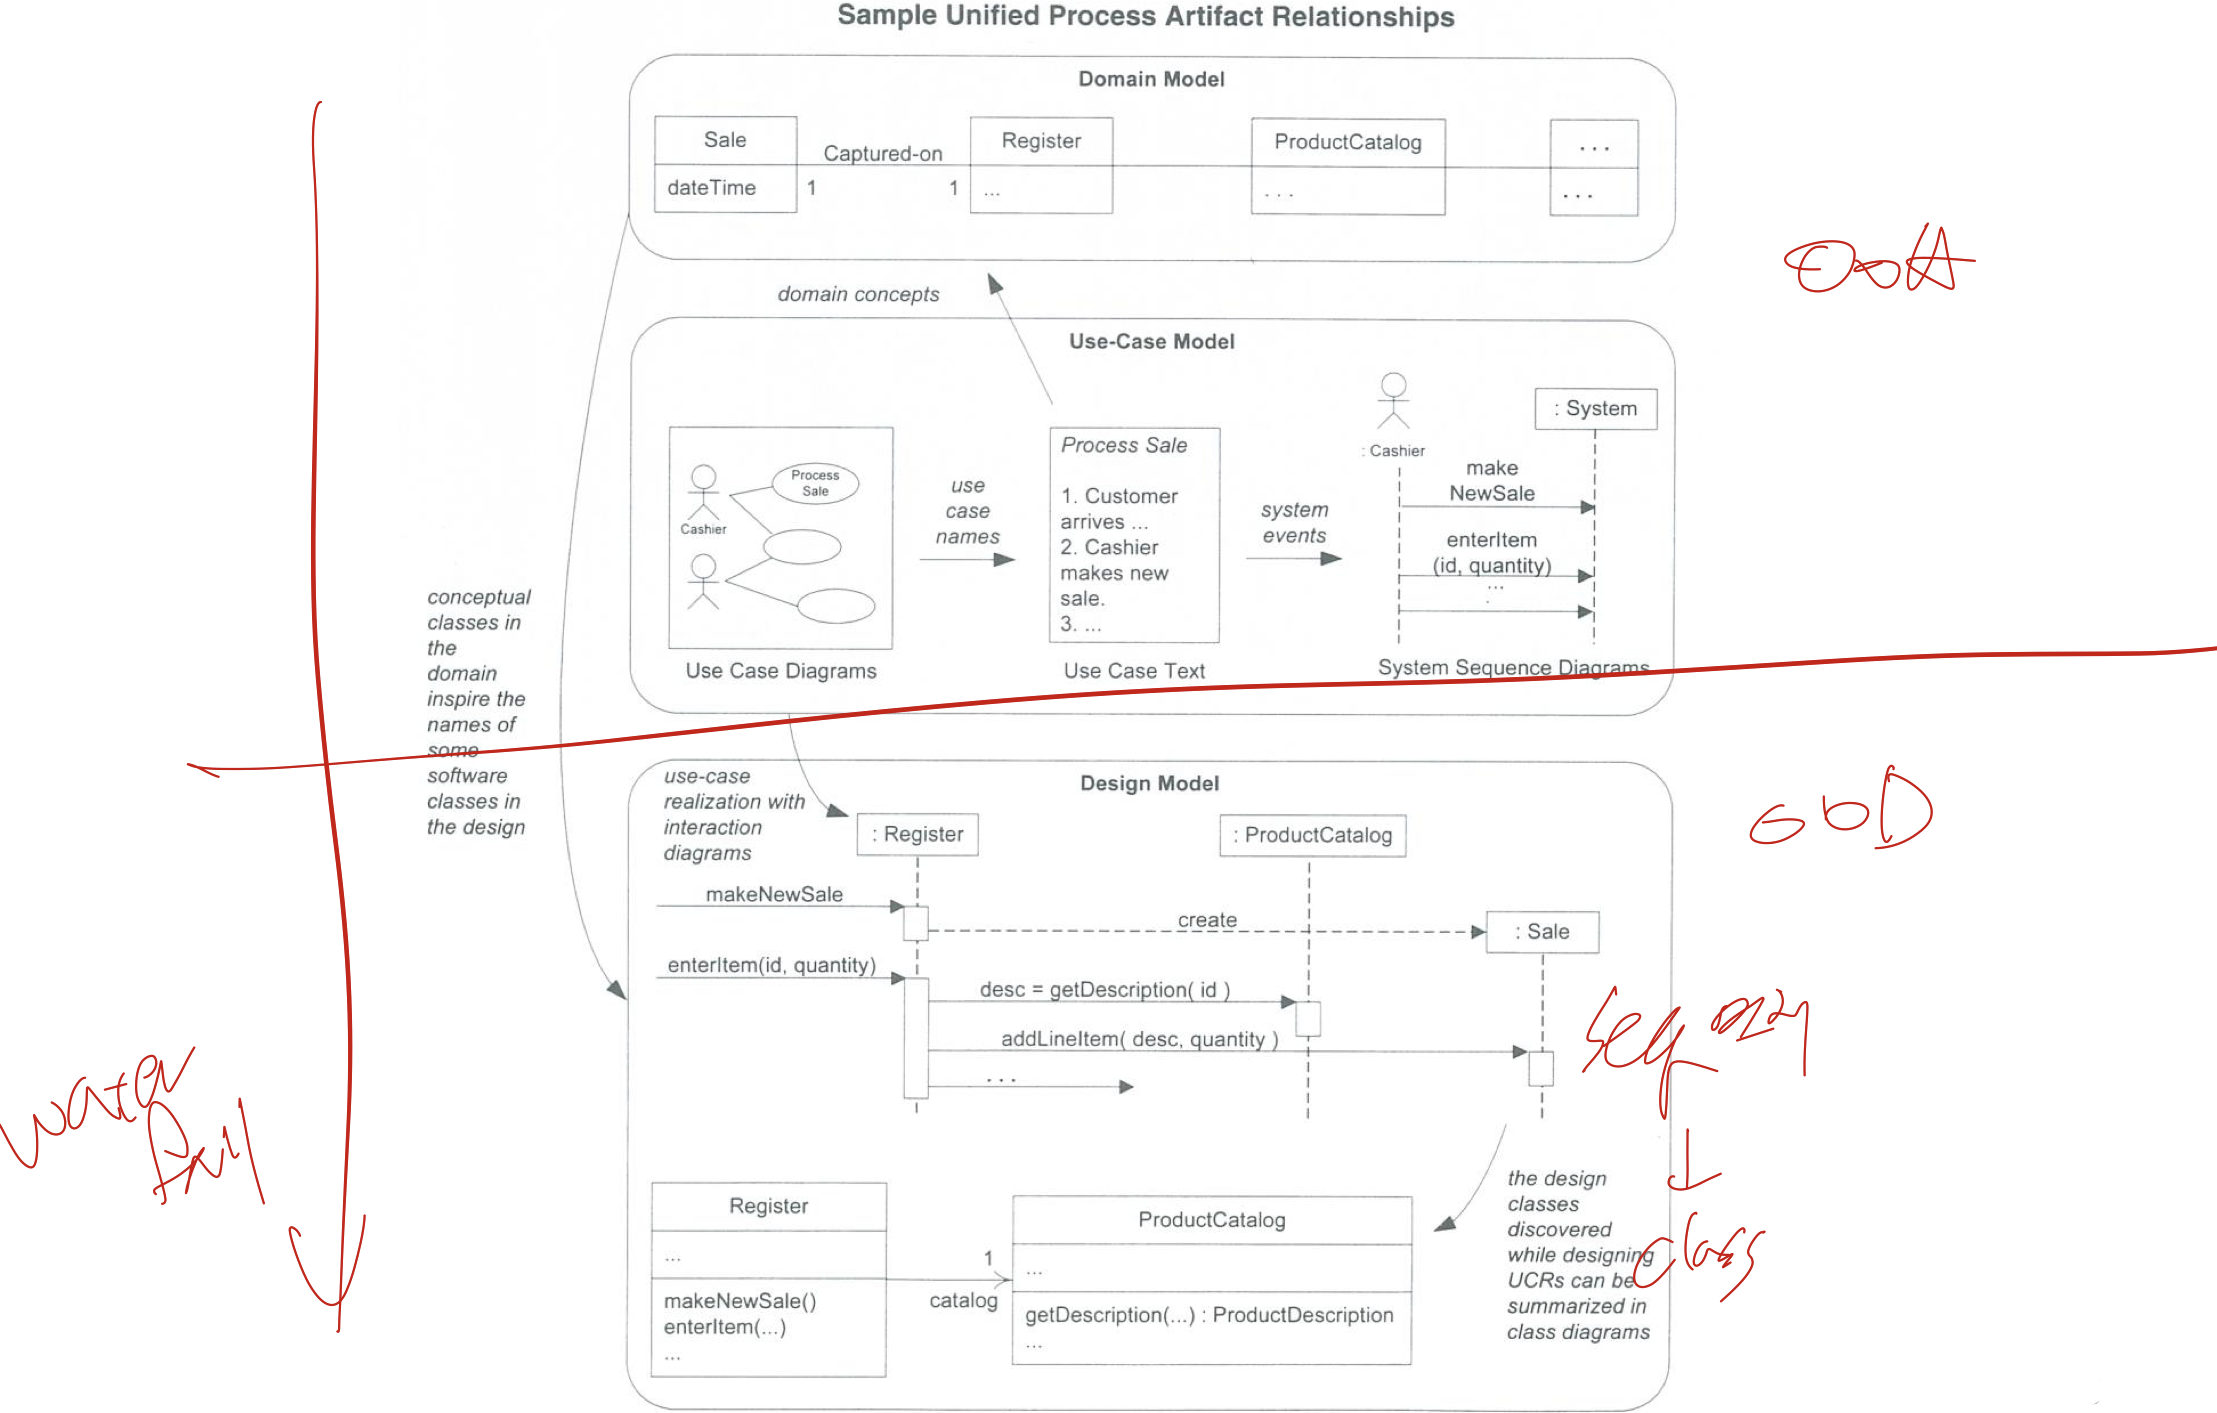 Sample Unified Process Artifact Relationships
Domain Model
Sale
dateTime
Captured-on
1
1
Register
...
ProductCatalog
...
...
...
OOA
domain concepts
Use-Case Model
Process
Sale
Cashier
Use Case Diagrams
use
case
names
Process Sale
1. Customer
arrives ...
2. Cashier
makes new
sale.
3. ...
Use Case Text
system
events
: Cashier
: System
make
NewSale
enterItem
(id, quantity)
...
System Sequence Diagrams
conceptual
classes in
the
domain
inspire the
names of
some
software
classes in
the design
OOD
Design Model
use-case
realization with
interaction
diagrams
: Register
: ProductCatalog
makeNewSale
create
: Sale
enterItem(id, quantity)
desc = getDescription( id )
addLineItem( desc, quantity )
...
water
class
the design
classes
discovered
while designing
UCRs can be
summarized in
class diagrams
Register
...
makeNewSale()
enterItem(...)
...
1
catalog
ProductCatalog
...
getDescription(...) : ProductDescription
...